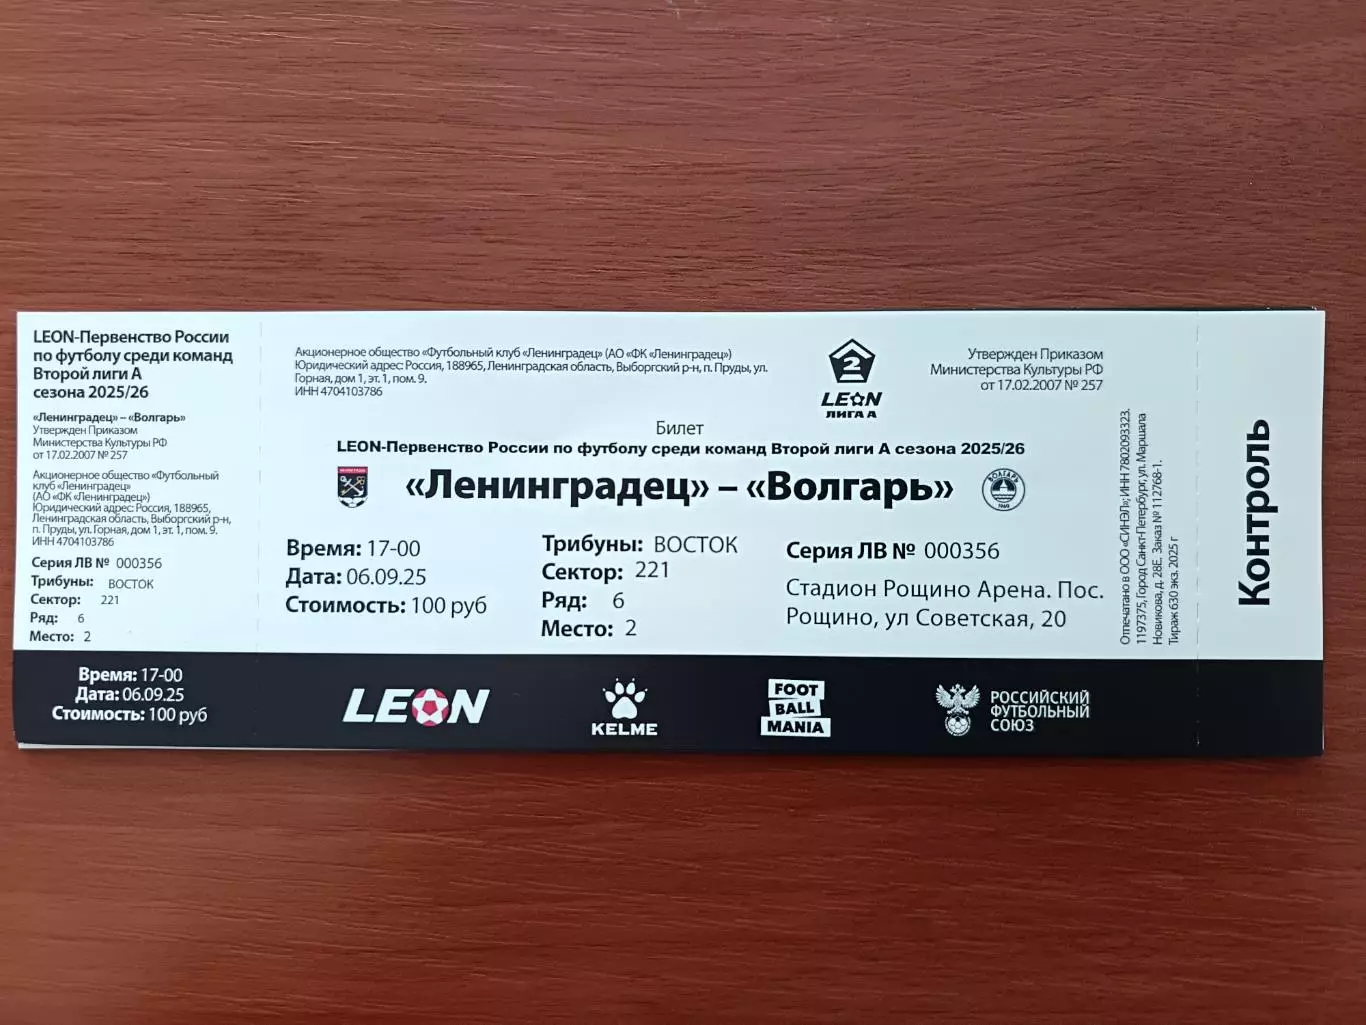 LEON-Первенство России
по футболу среди команд
Второй лиги А
сезона 2025/26
«Ленинградец» – «Волгарь»
Утвержден Приказом
Министерства Культуры РФ
от 17.02.2007 № 257
Акционерное общество «Футбольный
клуб «Ленинградец»
(АО «ФК «Ленинградец»)
Юридический адрес: Россия, 188965,
Ленинградская область, Выборгский р-н,
п. Пруды, ул. Горная, дом 1, эт. 1, пом. 9.
ИНН 4704103786
Серия ЛВ № 000356
Трибуны: ВОСТОК
Сектор: 221
Ряд: 6
Место: 2
Время: 17-00
Дата: 06.09.25
Стоимость: 100 руб
Акционерное общество «Футбольный клуб «Ленинградец» (АО «ФК «Ленинградец»)
Юридический адрес: Россия, 188965, Ленинградская область, Выборгский р-н, п. Пруды, ул.
Горная, дом 1, эт. 1, пом. 9.
ИНН 4704103786
2
LEON
ЛИГА А
Утвержден Приказом
Министерства Культуры РФ
от 17.02.2007 № 257
Билет
LEON-Первенство России по футболу среди команд Второй лиги А сезона 2025/26
«Ленинградец» – «Волгарь»
ВОЛГАРЬ
1960
Время: 17-00
Дата: 06.09.25
Стоимость: 100 руб
Трибуны: ВОСТОК
Сектор: 221
Ряд: 6
Место: 2
Серия ЛВ № 000356
Стадион Рощино Арена. Пос.
Рощино, ул Советская, 20
LEON
KELME
FOOT
BALL
MANIA
РОССИЙСКИЙ
ФУТБОЛЬНЫЙ
СОЮЗ
Отпечатано в ООО «СИНЭЛ»; ИНН 7802093323.
1197375, Город Санкт-Петербург, ул. Маршала
Новикова, д. 28Е. Заказ № 112768-1.
Тираж 630 экз. 2025 г
Контроль